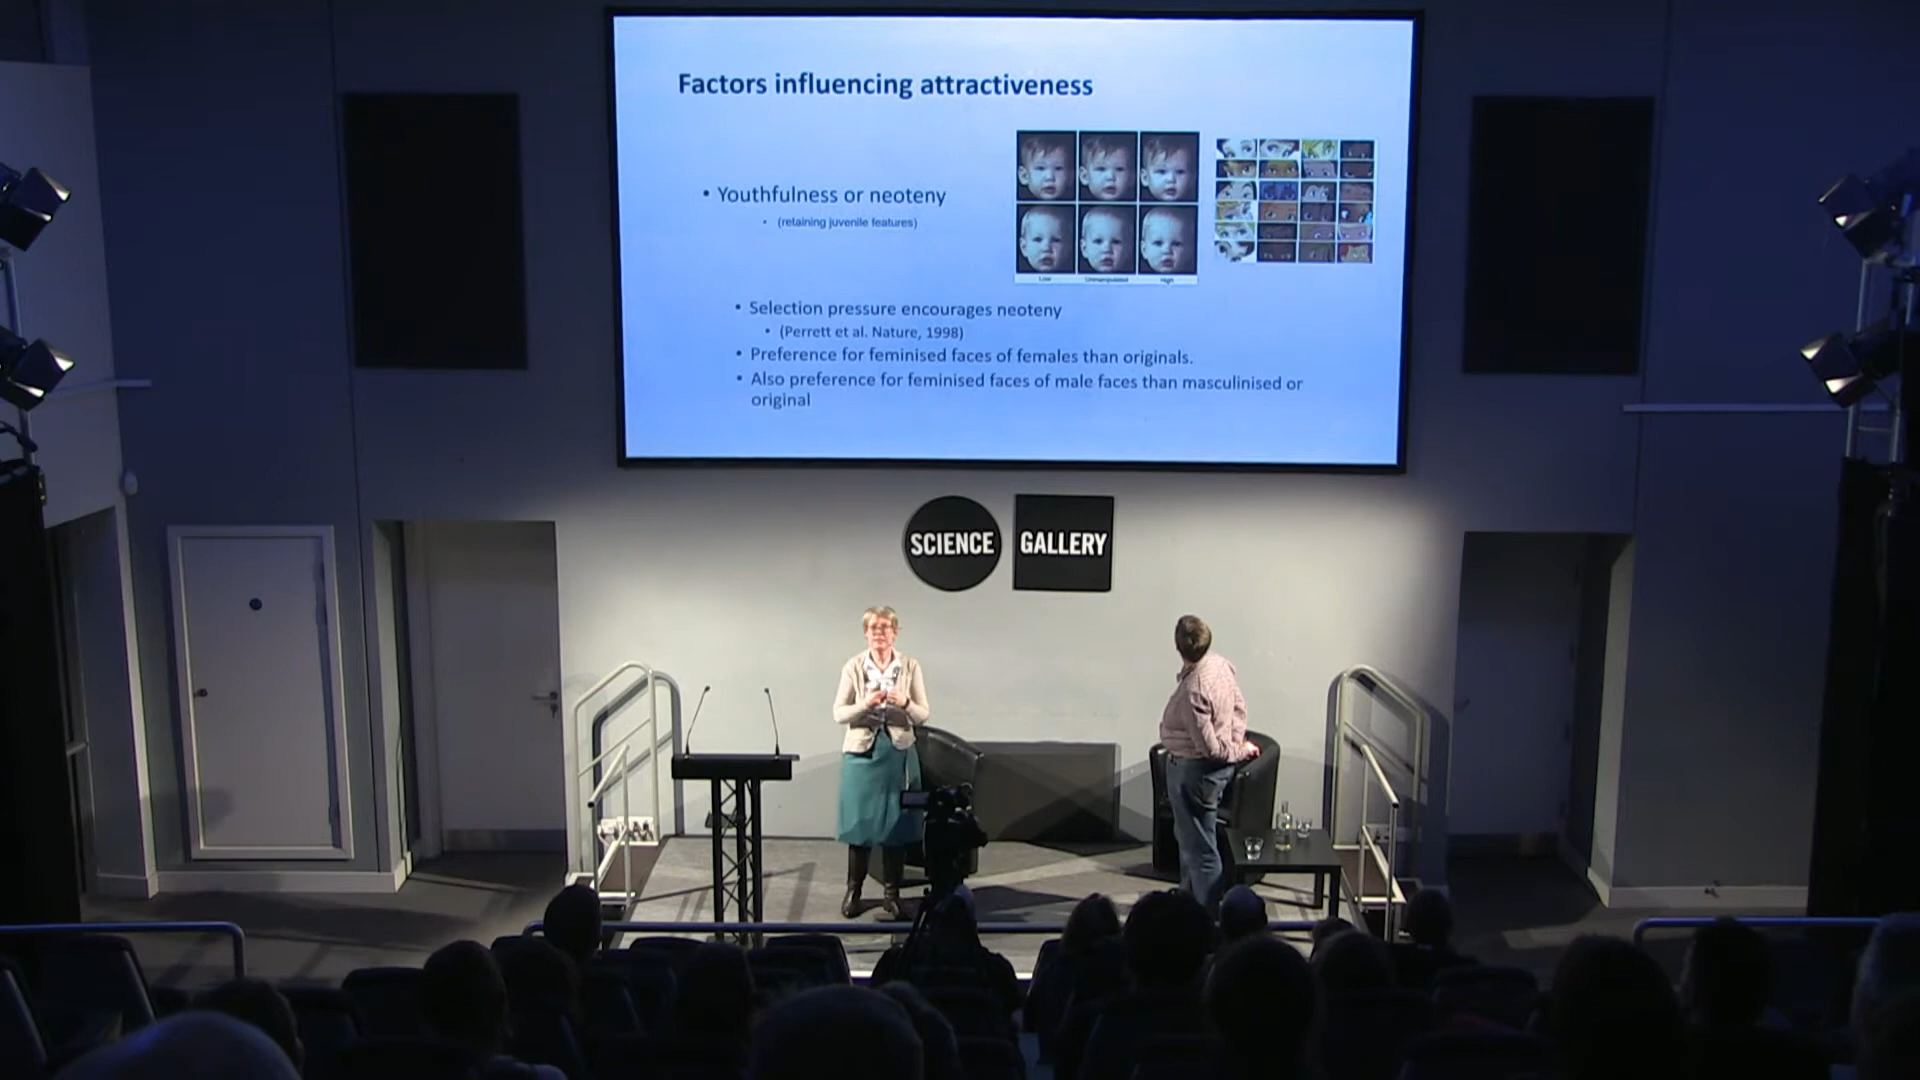 Factors influencing attractiveness
• Youthfulness or neoteny
• (retaining juvenile features)
Low Unmanipulated High
• Selection pressure encourages neoteny
• (Perrett et al. Nature, 1998)
• Preference for feminised faces of females than originals.
• Also preference for feminised faces of male faces than masculinised or
original
SCIENCE GALLERY